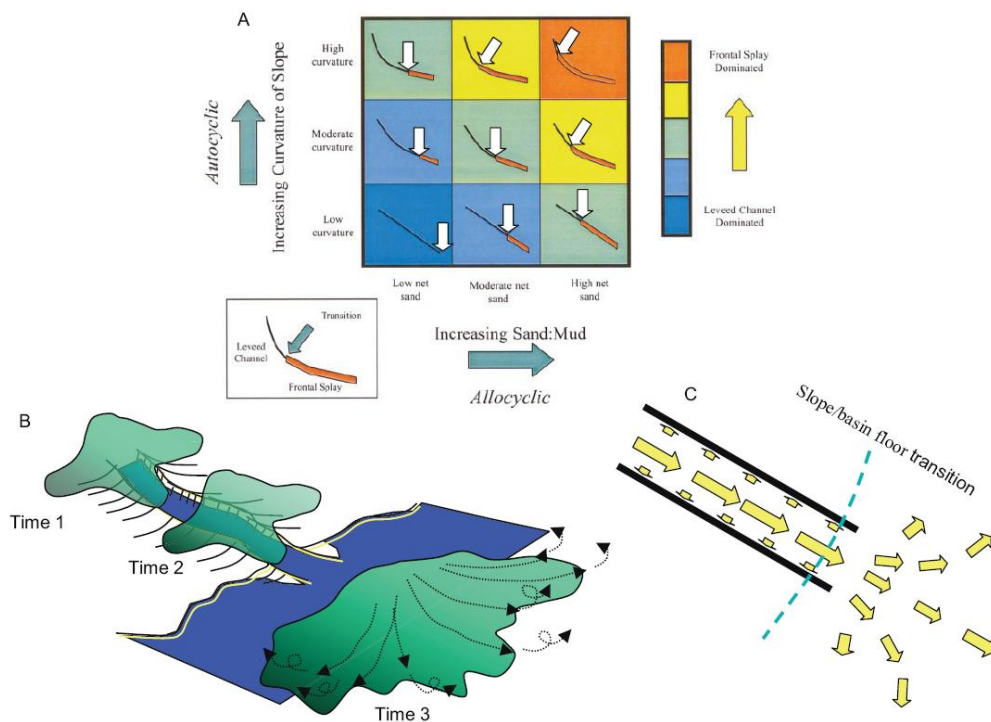 A
Autocyclic
Increasing Curvature of Slope
High
curvature
Moderate
curvature
Low
curvature
Low net
sand
Moderate net
sand
High net
sand
Frontal Splay
Dominated
Leveed Channel
Dominated
Transition
Leveed
Channel
Frontal Splay
Increasing Sand:Mud
Allocyclic
B
Time 1
Time 2
Time 3
C
Slope/basin floor transition